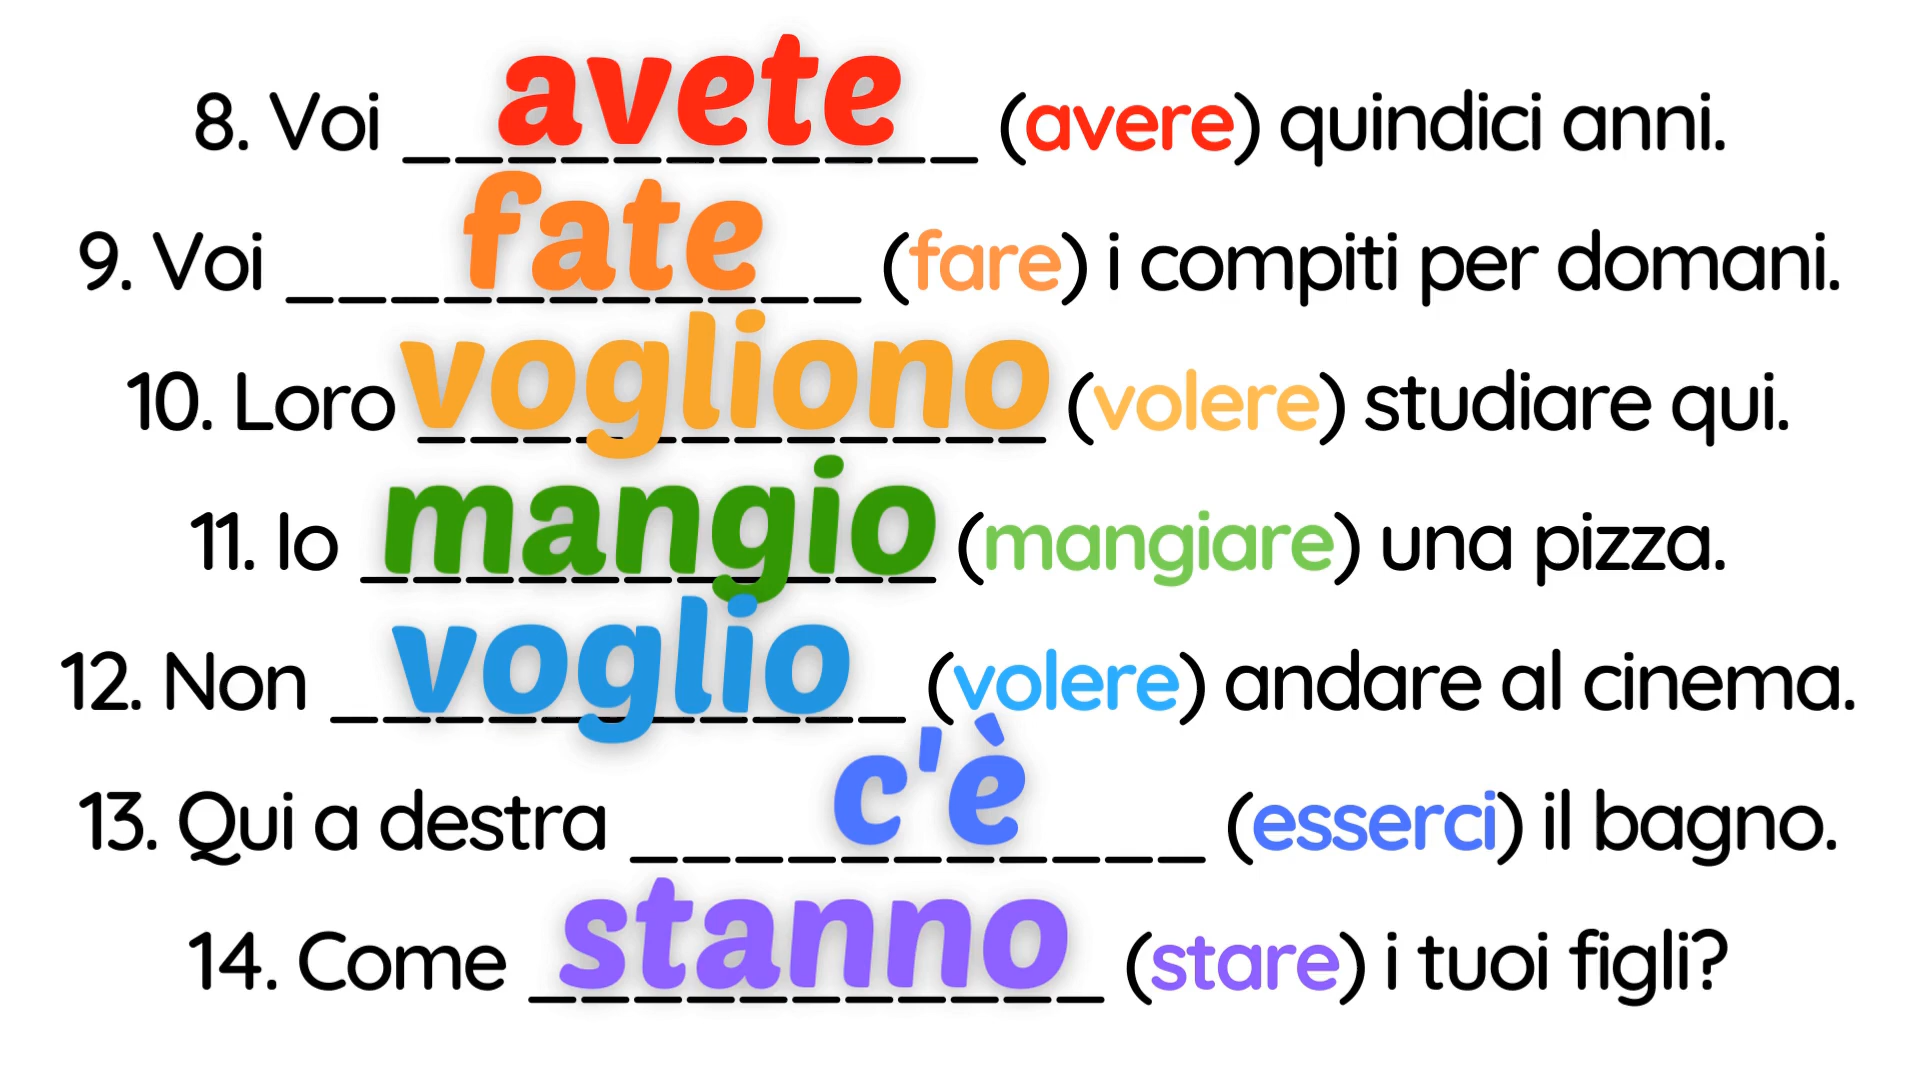 8. Voi avete (avere) quindici anni.
9. Voi fate (fare) i compiti per domani.
10. Loro vogliono (volere) studiare qui.
11. Io mangio (mangiare) una pizza.
12. Non voglio (volere) andare al cinema.
13. Qui a destra c'è (esserci) il bagno.
14. Come stanno (stare) i tuoi figli?